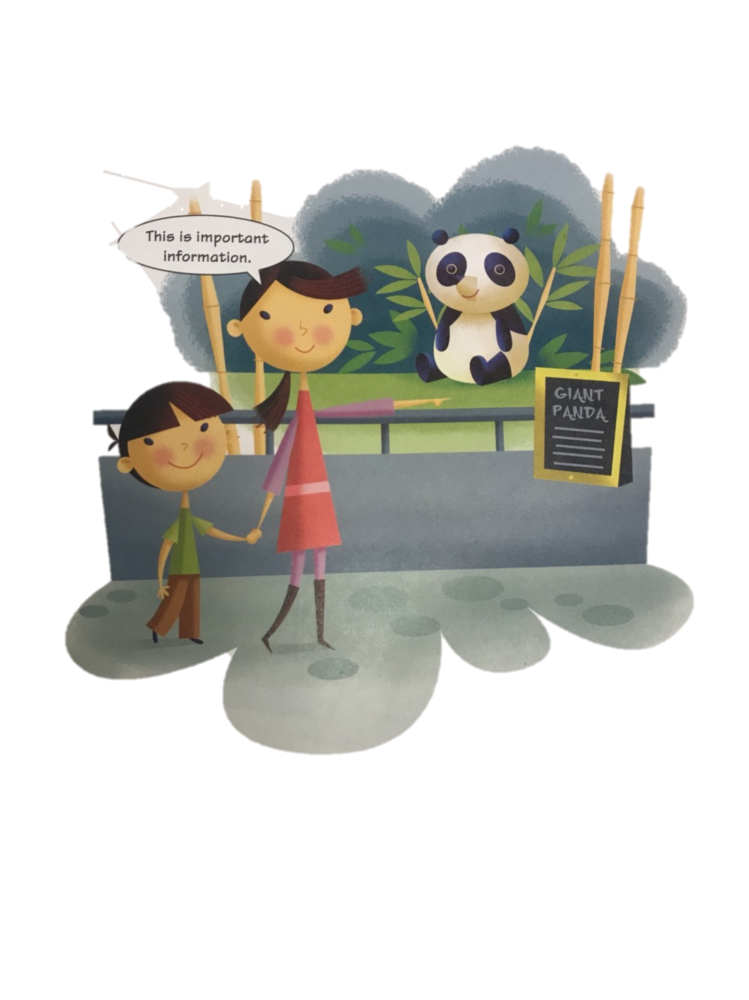 This is important
information.
GIANT
PANDA